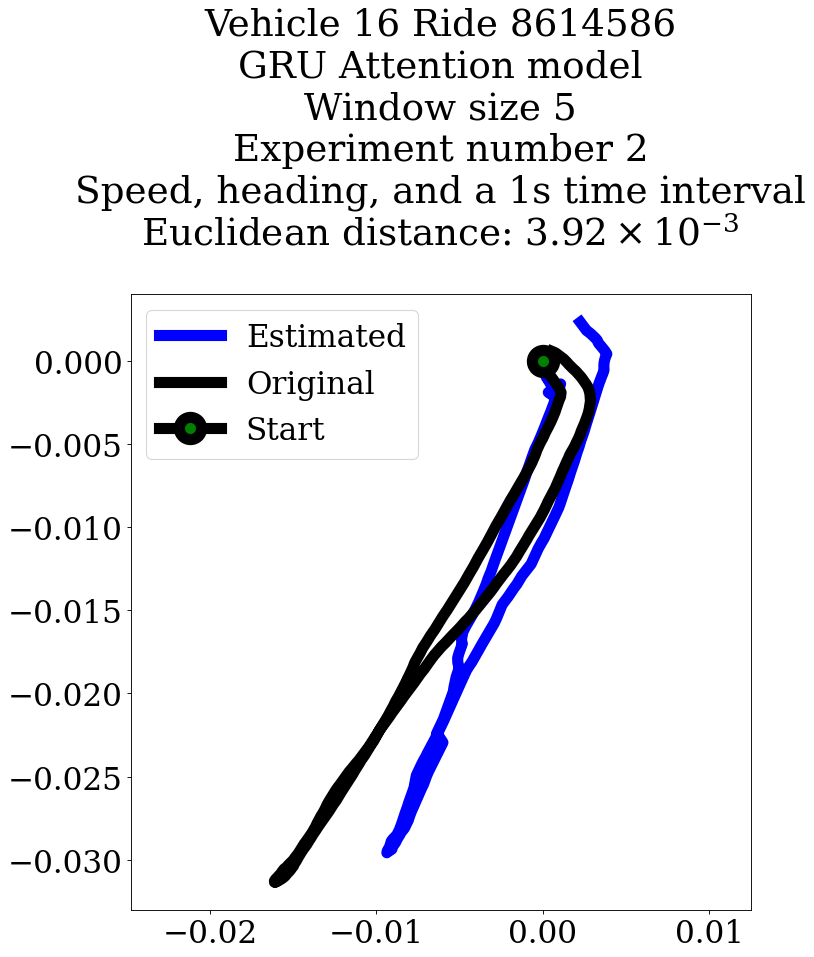 Vehicle 16 Ride 8614586
GRU Attention model
Window size 5
Experiment number 2
Speed, heading, and a 1s time interval
Euclidean distance: 3.92 × 10⁻³
Estimated
Original
Start
0.000
−0.005
−0.010
−0.015
−0.020
−0.025
−0.030
−0.02 −0.01 0.00 0.01